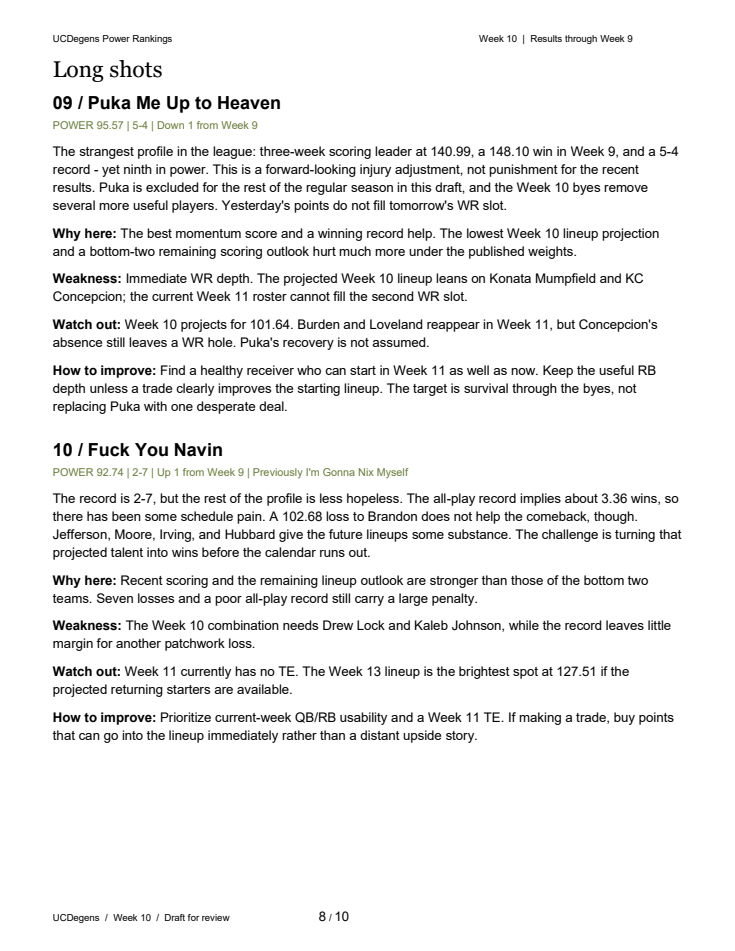 UCDegens Power Rankings
Week 10 | Results through Week 9
Long shots
09 / Puka Me Up to Heaven
POWER 95.57 | 5-4 | Down 1 from Week 9
The strangest profile in the league: three-week scoring leader at 140.99, a 148.10 win in Week 9, and a 5-4
record - yet ninth in power. This is a forward-looking injury adjustment, not punishment for the recent
results. Puka is excluded for the rest of the regular season in this draft, and the Week 10 byes remove
several more useful players. Yesterday's points do not fill tomorrow's WR slot.
Why here: The best momentum score and a winning record help. The lowest Week 10 lineup projection
and a bottom-two remaining scoring outlook hurt much more under the published weights.
Weakness: Immediate WR depth. The projected Week 10 lineup leans on Konata Mumpfield and KC
Concepcion; the current Week 11 roster cannot fill the second WR slot.
Watch out: Week 10 projects for 101.64. Burden and Loveland reappear in Week 11, but Concepcion's
absence still leaves a WR hole. Puka's recovery is not assumed.
How to improve: Find a healthy receiver who can start in Week 11 as well as now. Keep the useful RB
depth unless a trade clearly improves the starting lineup. The target is survival through the byes, not
replacing Puka with one desperate deal.
10 / Fuck You Navin
POWER 92.74 | 2-7 | Up 1 from Week 9 | Previously I'm Gonna Nix Myself
The record is 2-7, but the rest of the profile is less hopeless. The all-play record implies about 3.36 wins, so
there has been some schedule pain. A 102.68 loss to Brandon does not help the comeback, though.
Jefferson, Moore, Irving, and Hubbard give the future lineups some substance. The challenge is turning that
projected talent into wins before the calendar runs out.
Why here: Recent scoring and the remaining lineup outlook are stronger than those of the bottom two
teams. Seven losses and a poor all-play record still carry a large penalty.
Weakness: The Week 10 combination needs Drew Lock and Kaleb Johnson, while the record leaves little
margin for another patchwork loss.
Watch out: Week 11 currently has no TE. The Week 13 lineup is the brightest spot at 127.51 if the
projected returning starters are available.
How to improve: Prioritize current-week QB/RB usability and a Week 11 TE. If making a trade, buy points
that can go into the lineup immediately rather than a distant upside story.
UCDegens / Week 10 / Draft for review
8 / 10